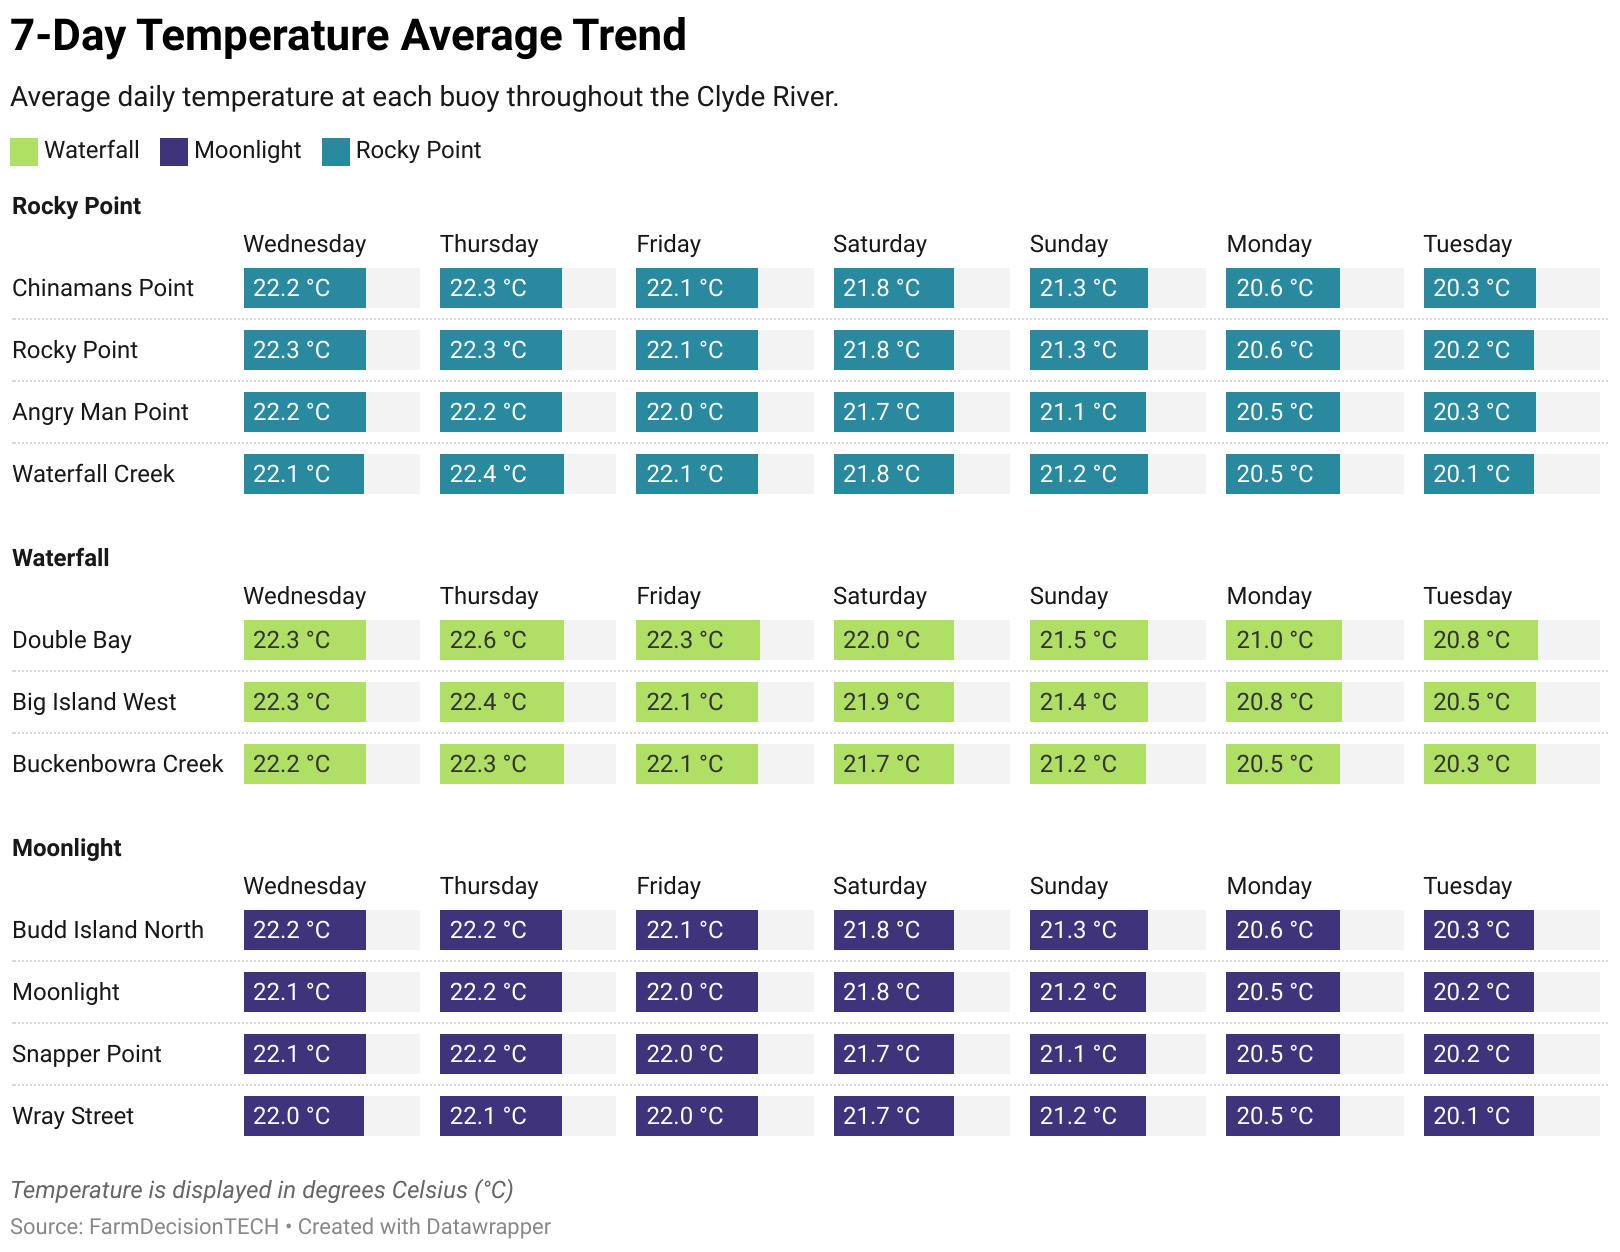 7-Day Temperature Average Trend
Average daily temperature at each buoy throughout the Clyde River.
Waterfall Moonlight Rocky Point
Rocky Point
Wednesday Thursday Friday Saturday Sunday Monday Tuesday
Chinamans Point 22.2 °C 22.3 °C 22.1 °C 21.8 °C 21.3 °C 20.6 °C 20.3 °C
Rocky Point 22.3 °C 22.3 °C 22.1 °C 21.8 °C 21.3 °C 20.6 °C 20.2 °C
Angry Man Point 22.2 °C 22.2 °C 22.0 °C 21.7 °C 21.1 °C 20.5 °C 20.3 °C
Waterfall Creek 22.1 °C 22.4 °C 22.1 °C 21.8 °C 21.2 °C 20.5 °C 20.1 °C
Waterfall
Wednesday Thursday Friday Saturday Sunday Monday Tuesday
Double Bay 22.3 °C 22.6 °C 22.3 °C 22.0 °C 21.5 °C 21.0 °C 20.8 °C
Big Island West 22.3 °C 22.4 °C 22.1 °C 21.9 °C 21.4 °C 20.8 °C 20.5 °C
Buckenbowra Creek 22.2 °C 22.3 °C 22.1 °C 21.7 °C 21.2 °C 20.5 °C 20.3 °C
Moonlight
Wednesday Thursday Friday Saturday Sunday Monday Tuesday
Budd Island North 22.2 °C 22.2 °C 22.1 °C 21.8 °C 21.3 °C 20.6 °C 20.3 °C
Moonlight 22.1 °C 22.2 °C 22.0 °C 21.8 °C 21.2 °C 20.5 °C 20.2 °C
Snapper Point 22.1 °C 22.2 °C 22.0 °C 21.7 °C 21.1 °C 20.5 °C 20.2 °C
Wray Street 22.0 °C 22.1 °C 22.0 °C 21.7 °C 21.2 °C 20.5 °C 20.1 °C
Temperature is displayed in degrees Celsius (°C)
Source: FarmDecisionTECH • Created with Datawrapper